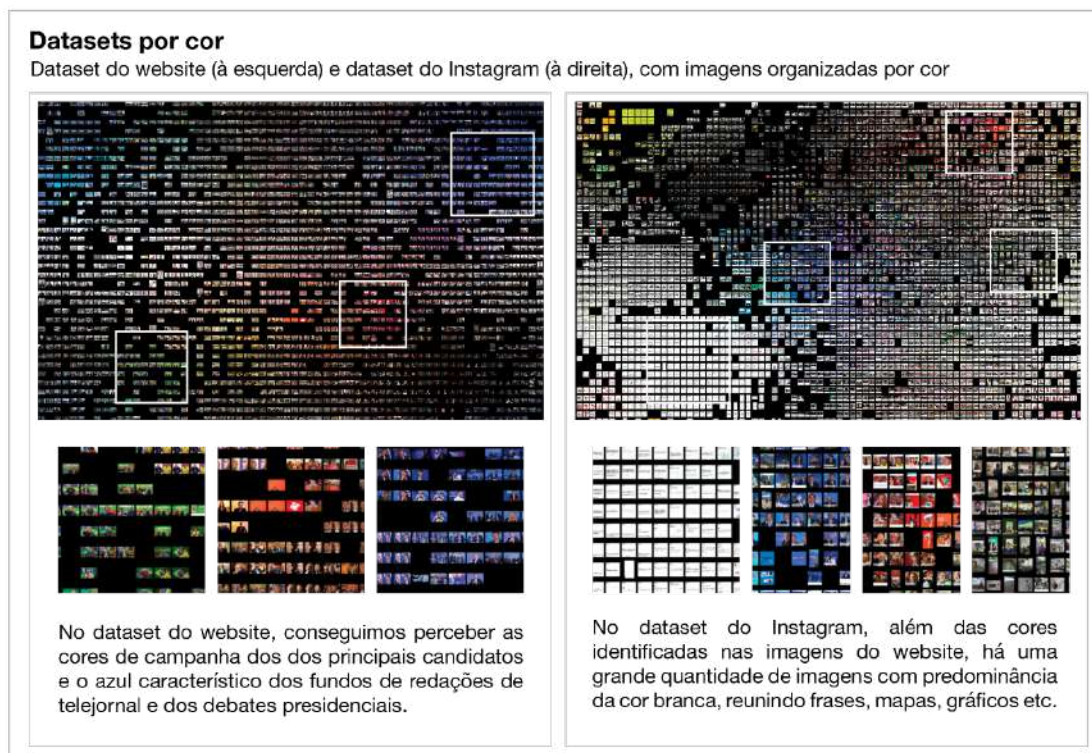 Datasets por cor
Dataset do website (à esquerda) e dataset do Instagram (à direita), com imagens organizadas por cor
No dataset do website, conseguimos perceber as
cores de campanha dos dos principais candidatos
e o azul característico dos fundos de redações de
telejornal e dos debates presidenciais.
No dataset do Instagram, além das cores
identificadas nas imagens do website, há uma
grande quantidade de imagens com predominância
da cor branca, reunindo frases, mapas, gráficos etc.